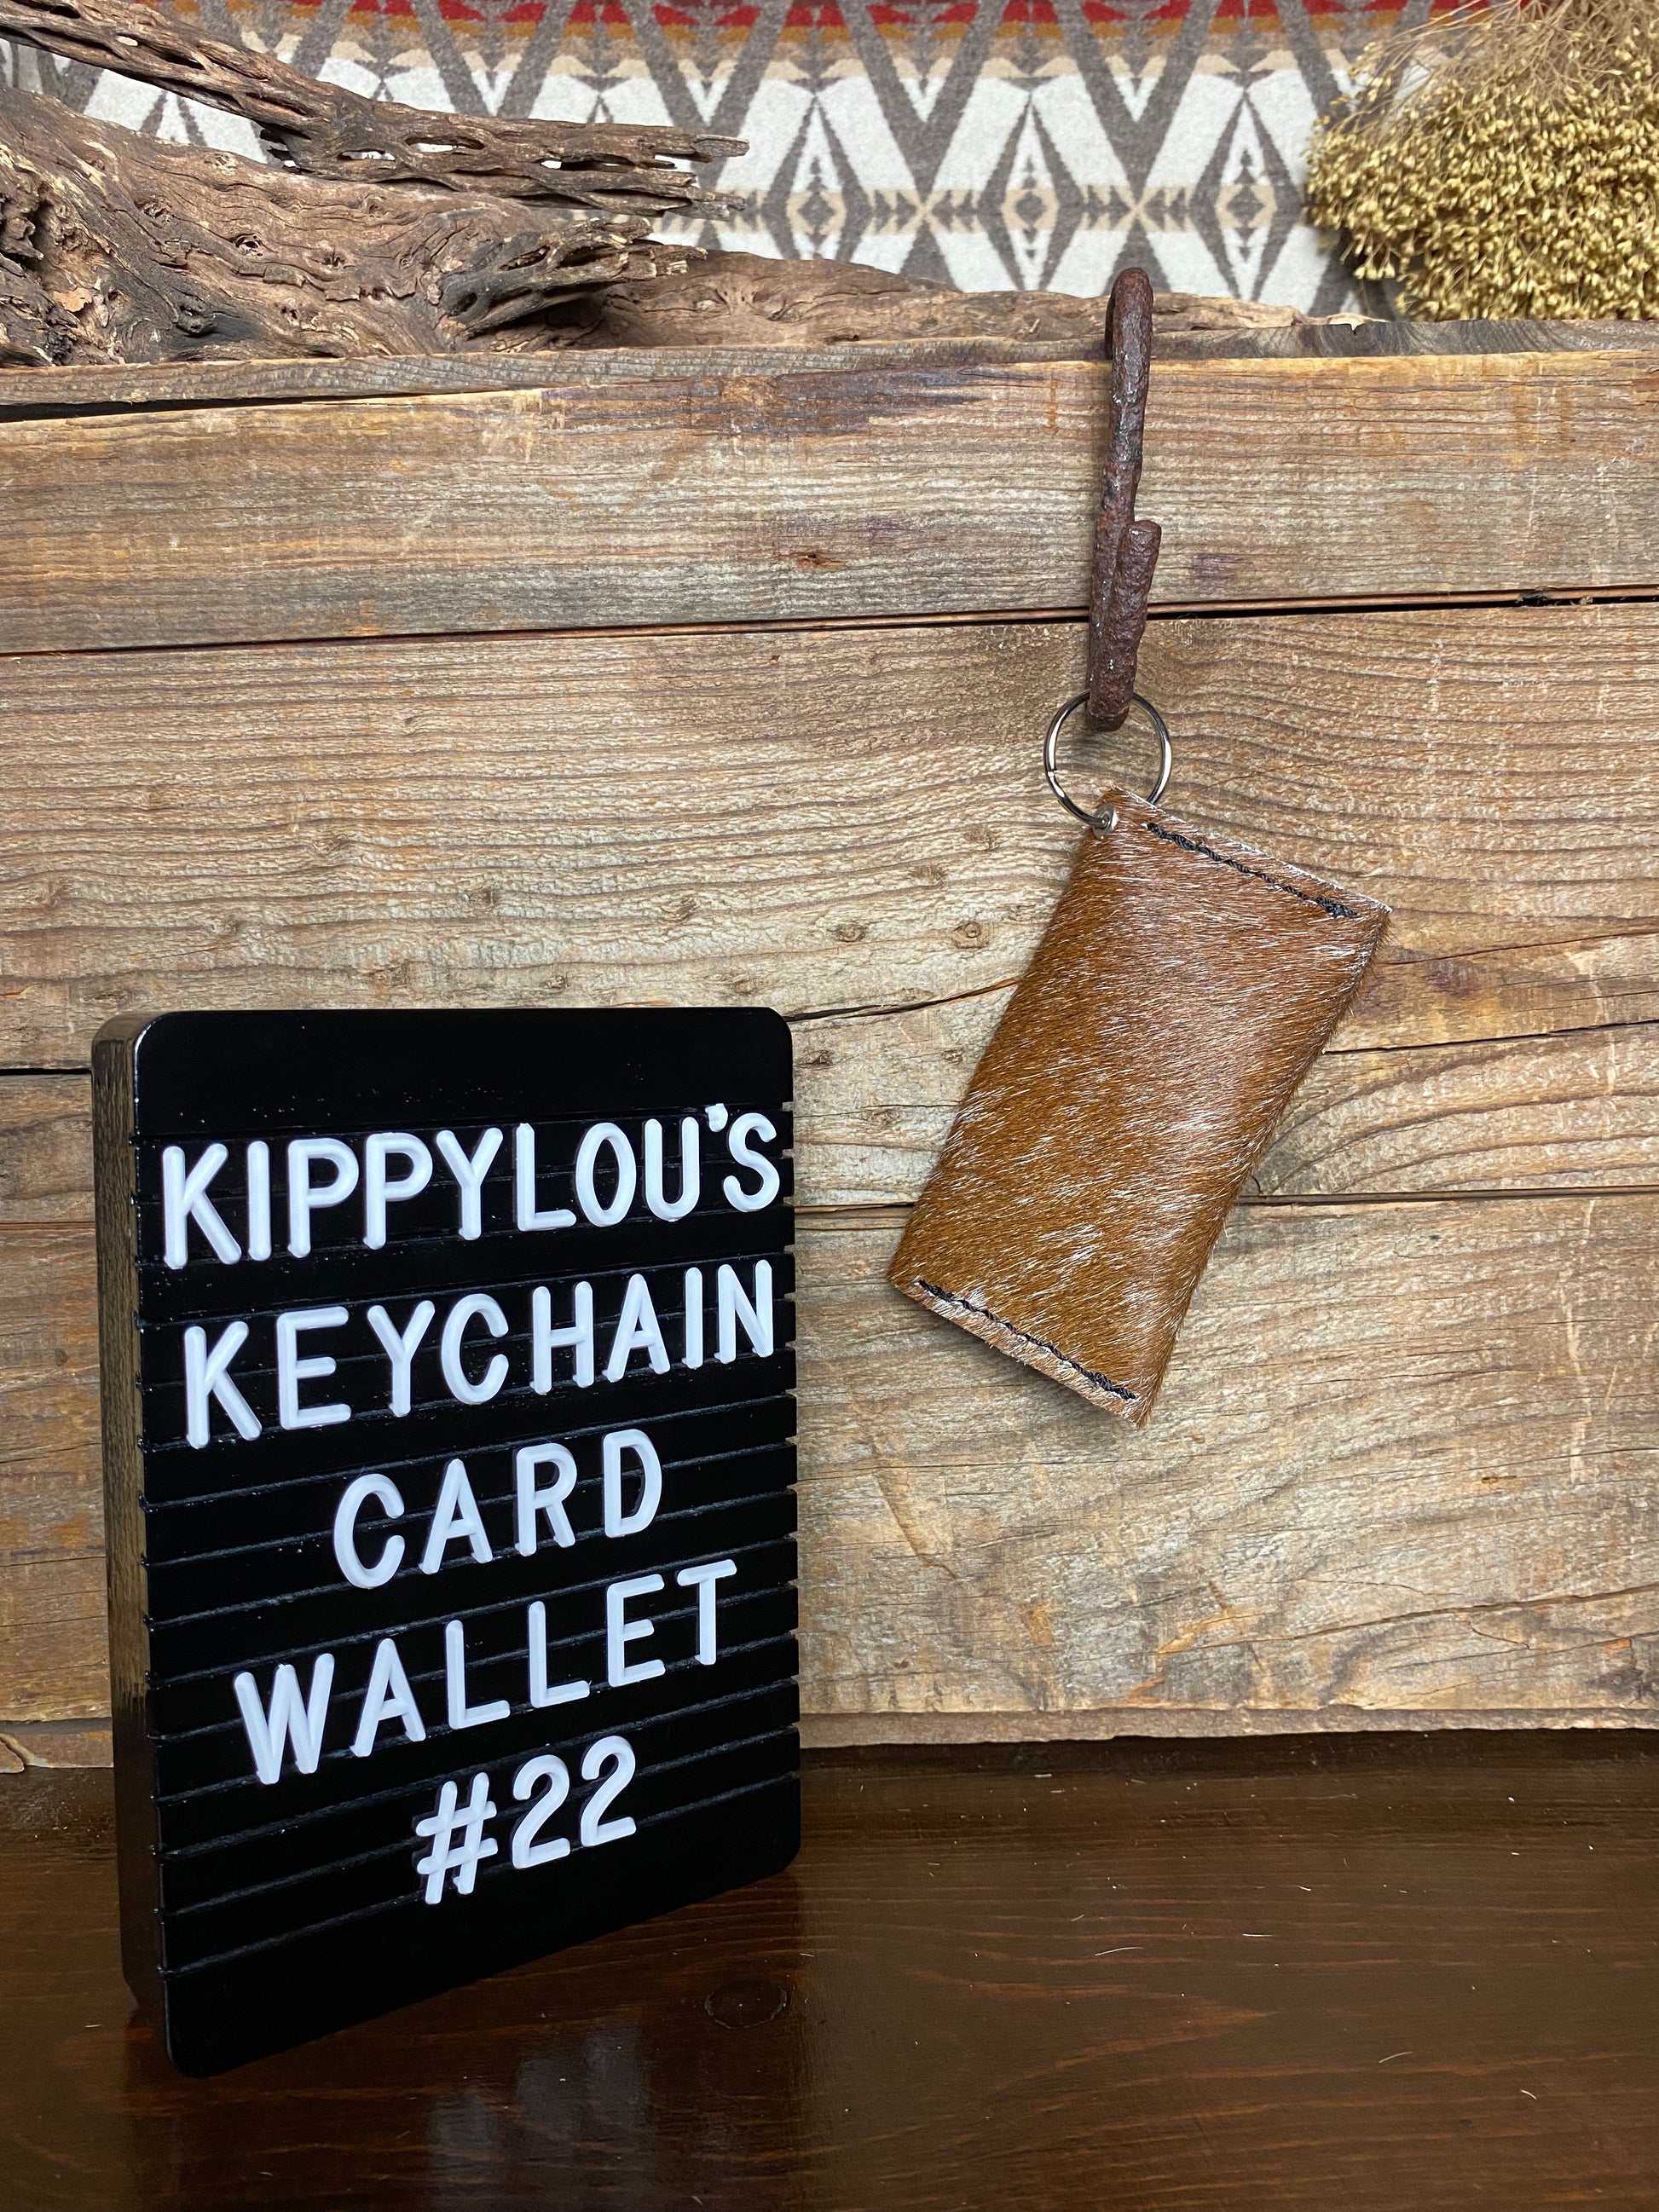 KIPPYLOU'S
KEYCHAIN
CARD
WALLET
#22